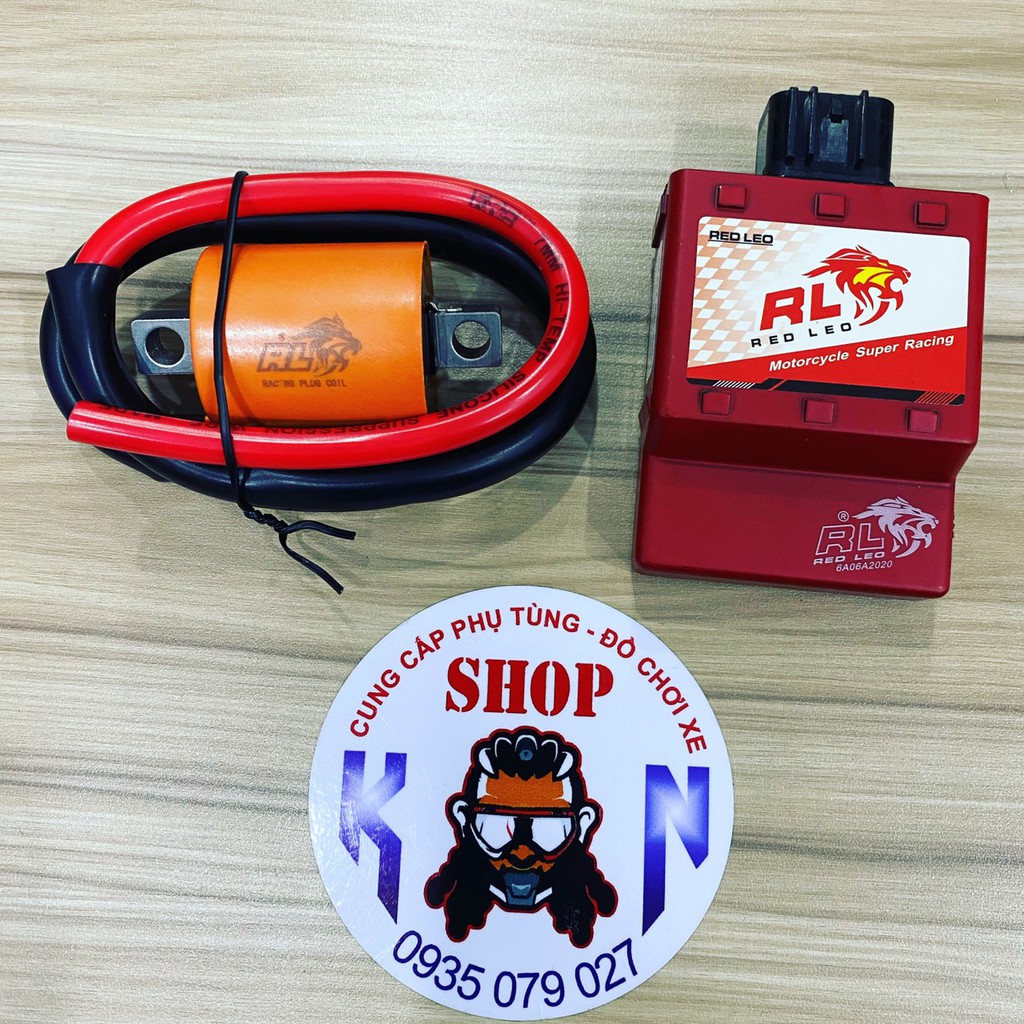 7MM HI-TEMP SILICONE SUPPRESSION
RL
RACING PLUG COIL
RED LEO
RL
RED LEO
Motorcycle Super Racing
®
RL
RED LEO
6A06A2020
CUNG CẤP PHỤ TÙNG - ĐỒ CHƠI XE
SHOP
K N
0935 079 027